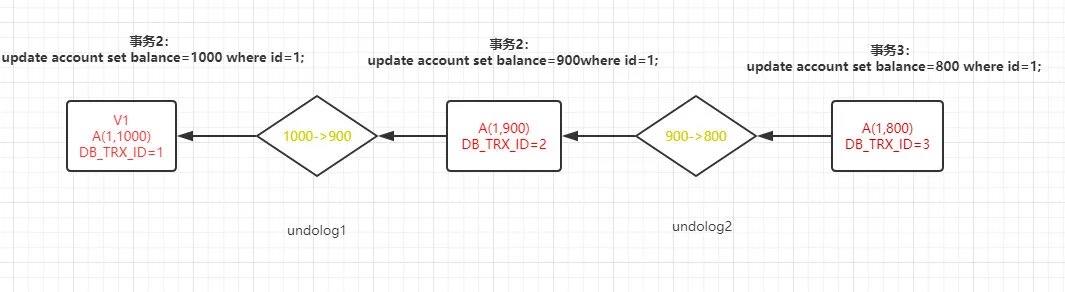 事务2：
update account set balance=1000 where id=1;
事务2：
update account set balance=900where id=1;
事务3：
update account set balance=800 where id=1;
V1
A(1,1000)
DB_TRX_ID=1
1000->900
A(1,900)
DB_TRX_ID=2
900->800
A(1,800)
DB_TRX_ID=3
undolog1
undolog2